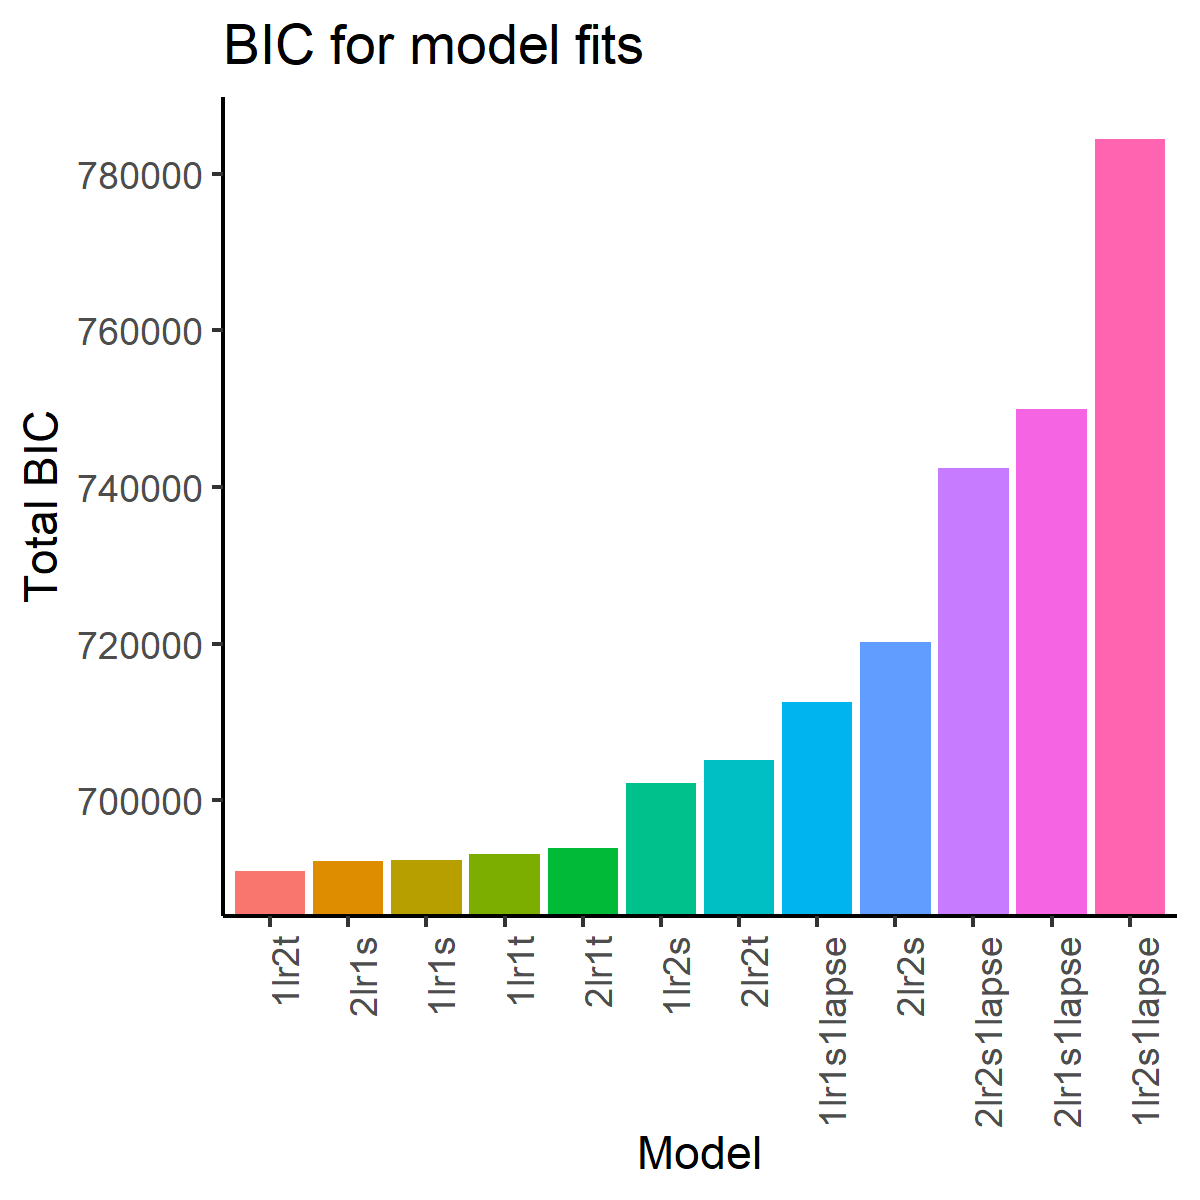 BIC for model fits
Total BIC
780000
760000
740000
720000
700000
1lr2t
2lr1s
1lr1s
1lr1t
2lr1t
1lr2s
2lr2t
1lr1s1lapse
2lr2s
2lr2s1lapse
2lr1s1lapse
1lr2s1lapse
Model